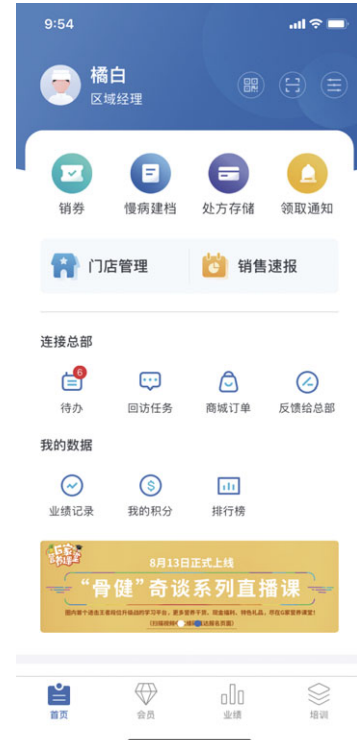 9:54
橘白
区域经理
销券
慢病建档
处方存储
领取通知
门店管理
销售速报
连接总部
6
待办
回访任务
商城订单
反馈给总部
我的数据
业绩记录
我的积分
排行榜
8月13日正式上线
“骨健”奇谈系列直播课
首页
会员
业绩
培训